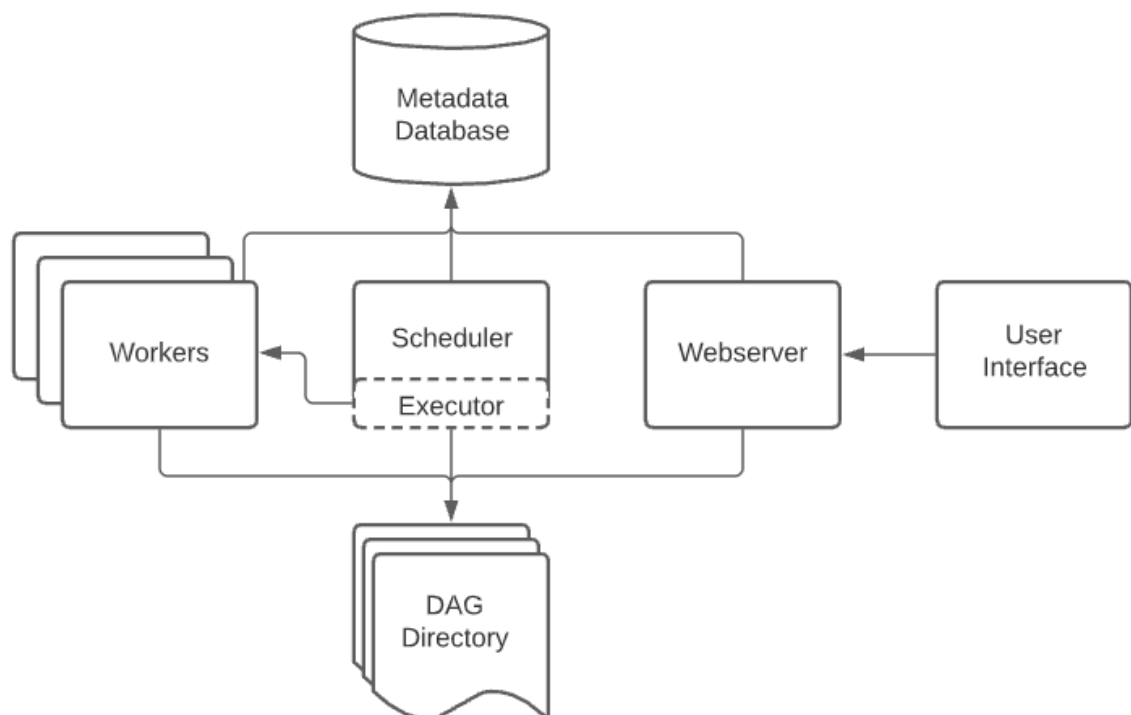 Metadata
Database
Workers
Scheduler
Executor
Webserver
User
Interface
DAG
Directory